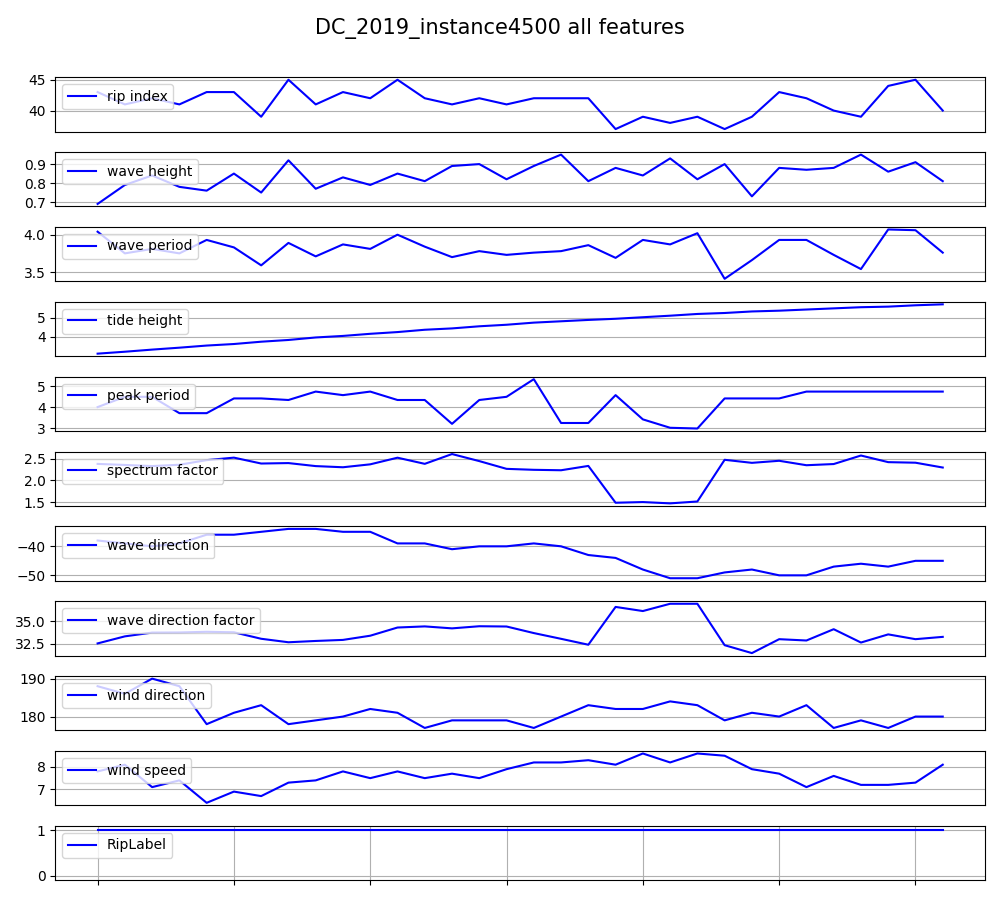 DC_2019_instance4500 all features
45
40
rip index
0.9
0.8
0.7
wave height
4.0
3.5
wave period
5
4
tide height
5
4
3
peak period
2.5
2.0
1.5
spectrum factor
−40
−50
wave direction
35.0
32.5
wave direction factor
190
180
wind direction
8
7
wind speed
1
0
RipLabel